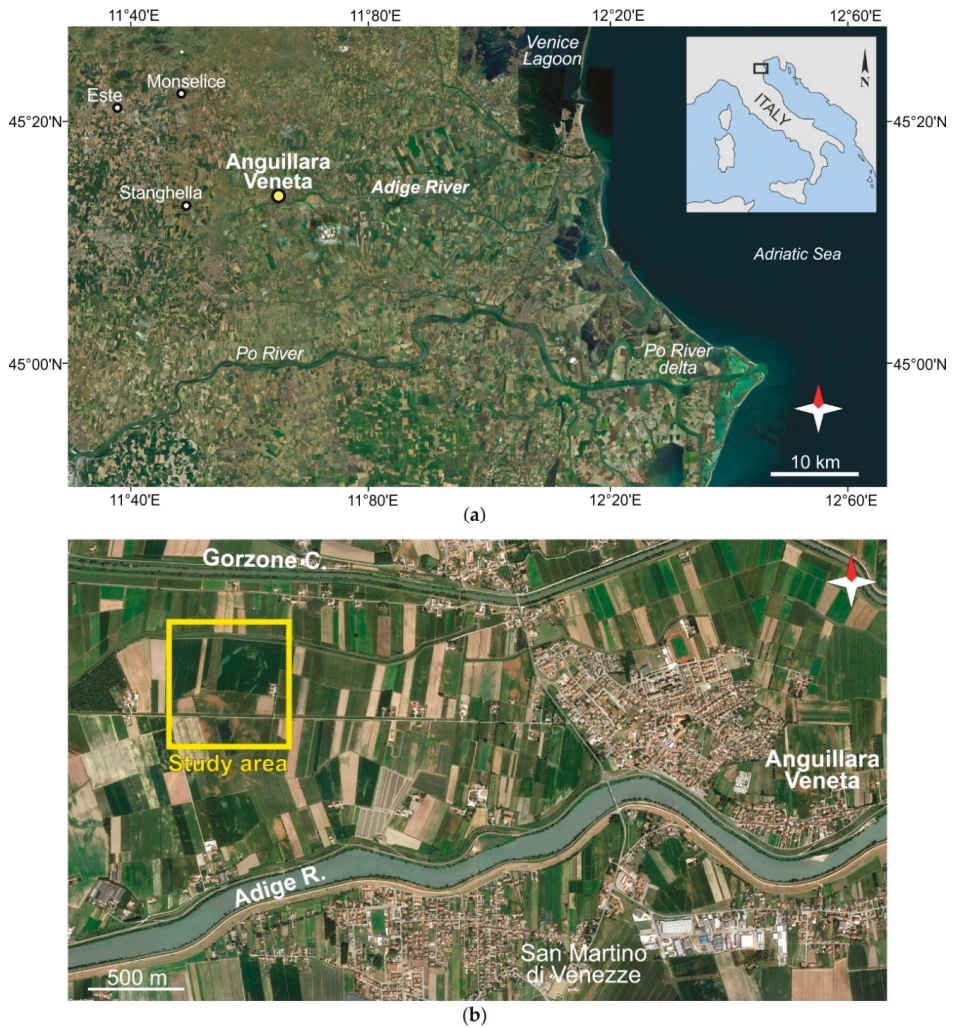 11°40'E 11°80'E 12°20'E 12°60'E
Venice
Lagoon
Monselice
Este
45°20'N 45°20'N
Anguillara
Veneta
Adige River
Stanghella
ITALY
N
Adriatic Sea
Po River
Po River
delta
45°00'N 45°00'N
10 km
11°40'E 11°80'E 12°20'E 12°60'E
(a)
Gorzone C.
Study area
Anguillara
Veneta
Adige R.
San Martino
di Venezze
500 m
(b)